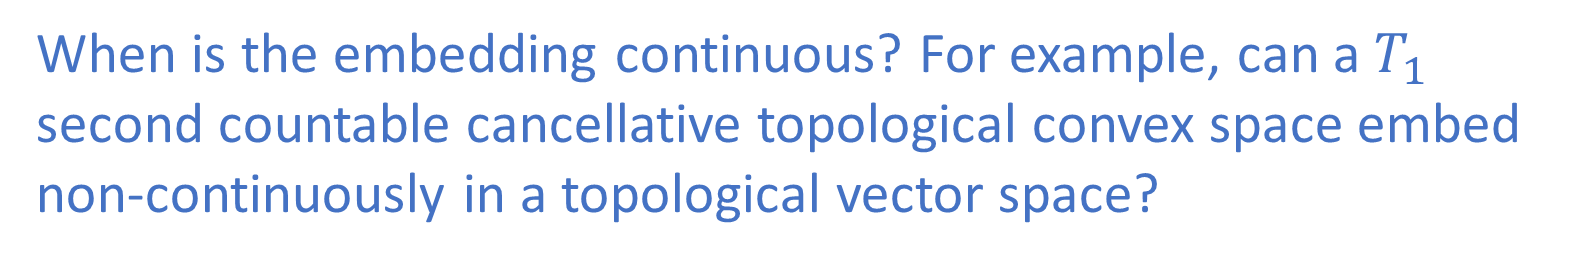 When is the embedding continuous? For example, can a T₁
second countable cancellative topological convex space embed
non-continuously in a topological vector space?